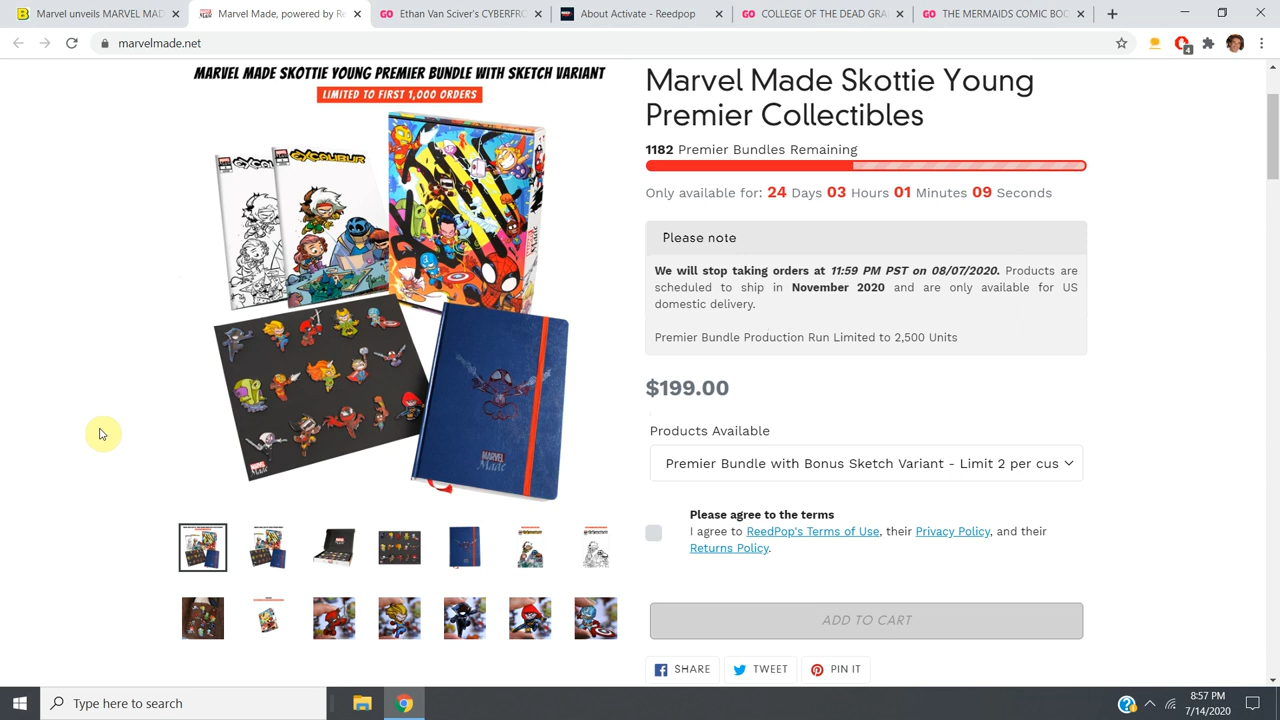 Marvel unveils MARVEL MAD
Marvel Made, powered by Re
Ethan Van Sciver's CYBERFRO
About Activate - Reedpop
COLLEGE OF THE DEAD GRA
THE MERMAIDS COMIC BOO
marvelmade.net
4
MARVEL MADE SKOTTIE YOUNG PREMIER BUNDLE WITH SKETCH VARIANT
LIMITED TO FIRST 1,000 ORDERS
EXCALIBUR
MARVEL
Made
Marvel Made Skottie Young
Premier Collectibles
1182 Premier Bundles Remaining
Only available for: 24 Days 03 Hours 01 Minutes 09 Seconds
Please note
We will stop taking orders at 11:59 PM PST on 08/07/2020. Products are
scheduled to ship in November 2020 and are only available for US
domestic delivery.
Premier Bundle Production Run Limited to 2,500 Units
$199.00
Products Available
Premier Bundle with Bonus Sketch Variant - Limit 2 per cus
Please agree to the terms
I agree to ReedPop's Terms of Use, their Privacy Policy, and their
Returns Policy.
ADD TO CART
SHARE
TWEET
PIN IT
Type here to search
8:57 PM
7/14/2020